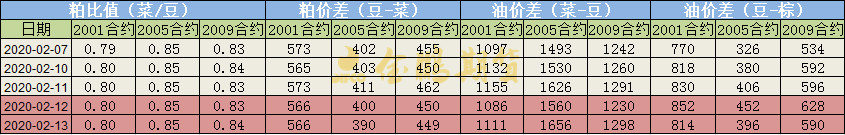 粕比值（菜/豆） 粕价差（豆-菜） 油价差（菜-豆） 油价差（豆-棕）
日期 2001合约 2005合约 2009合约 2001合约 2005合约 2009合约 2001合约 2005合约 2009合约 2001合约 2005合约 2009合约
2020-02-07 0.79 0.85 0.83 573 402 455 1097 1493 1242 770 326 534
2020-02-10 0.80 0.85 0.84 565 403 450 1132 1530 1260 818 380 592
2020-02-11 0.80 0.85 0.83 573 411 462 1155 1626 1291 830 406 596
2020-02-12 0.80 0.85 0.83 566 400 450 1086 1560 1230 852 452 628
2020-02-13 0.80 0.85 0.84 566 390 449 1111 1656 1298 814 396 590